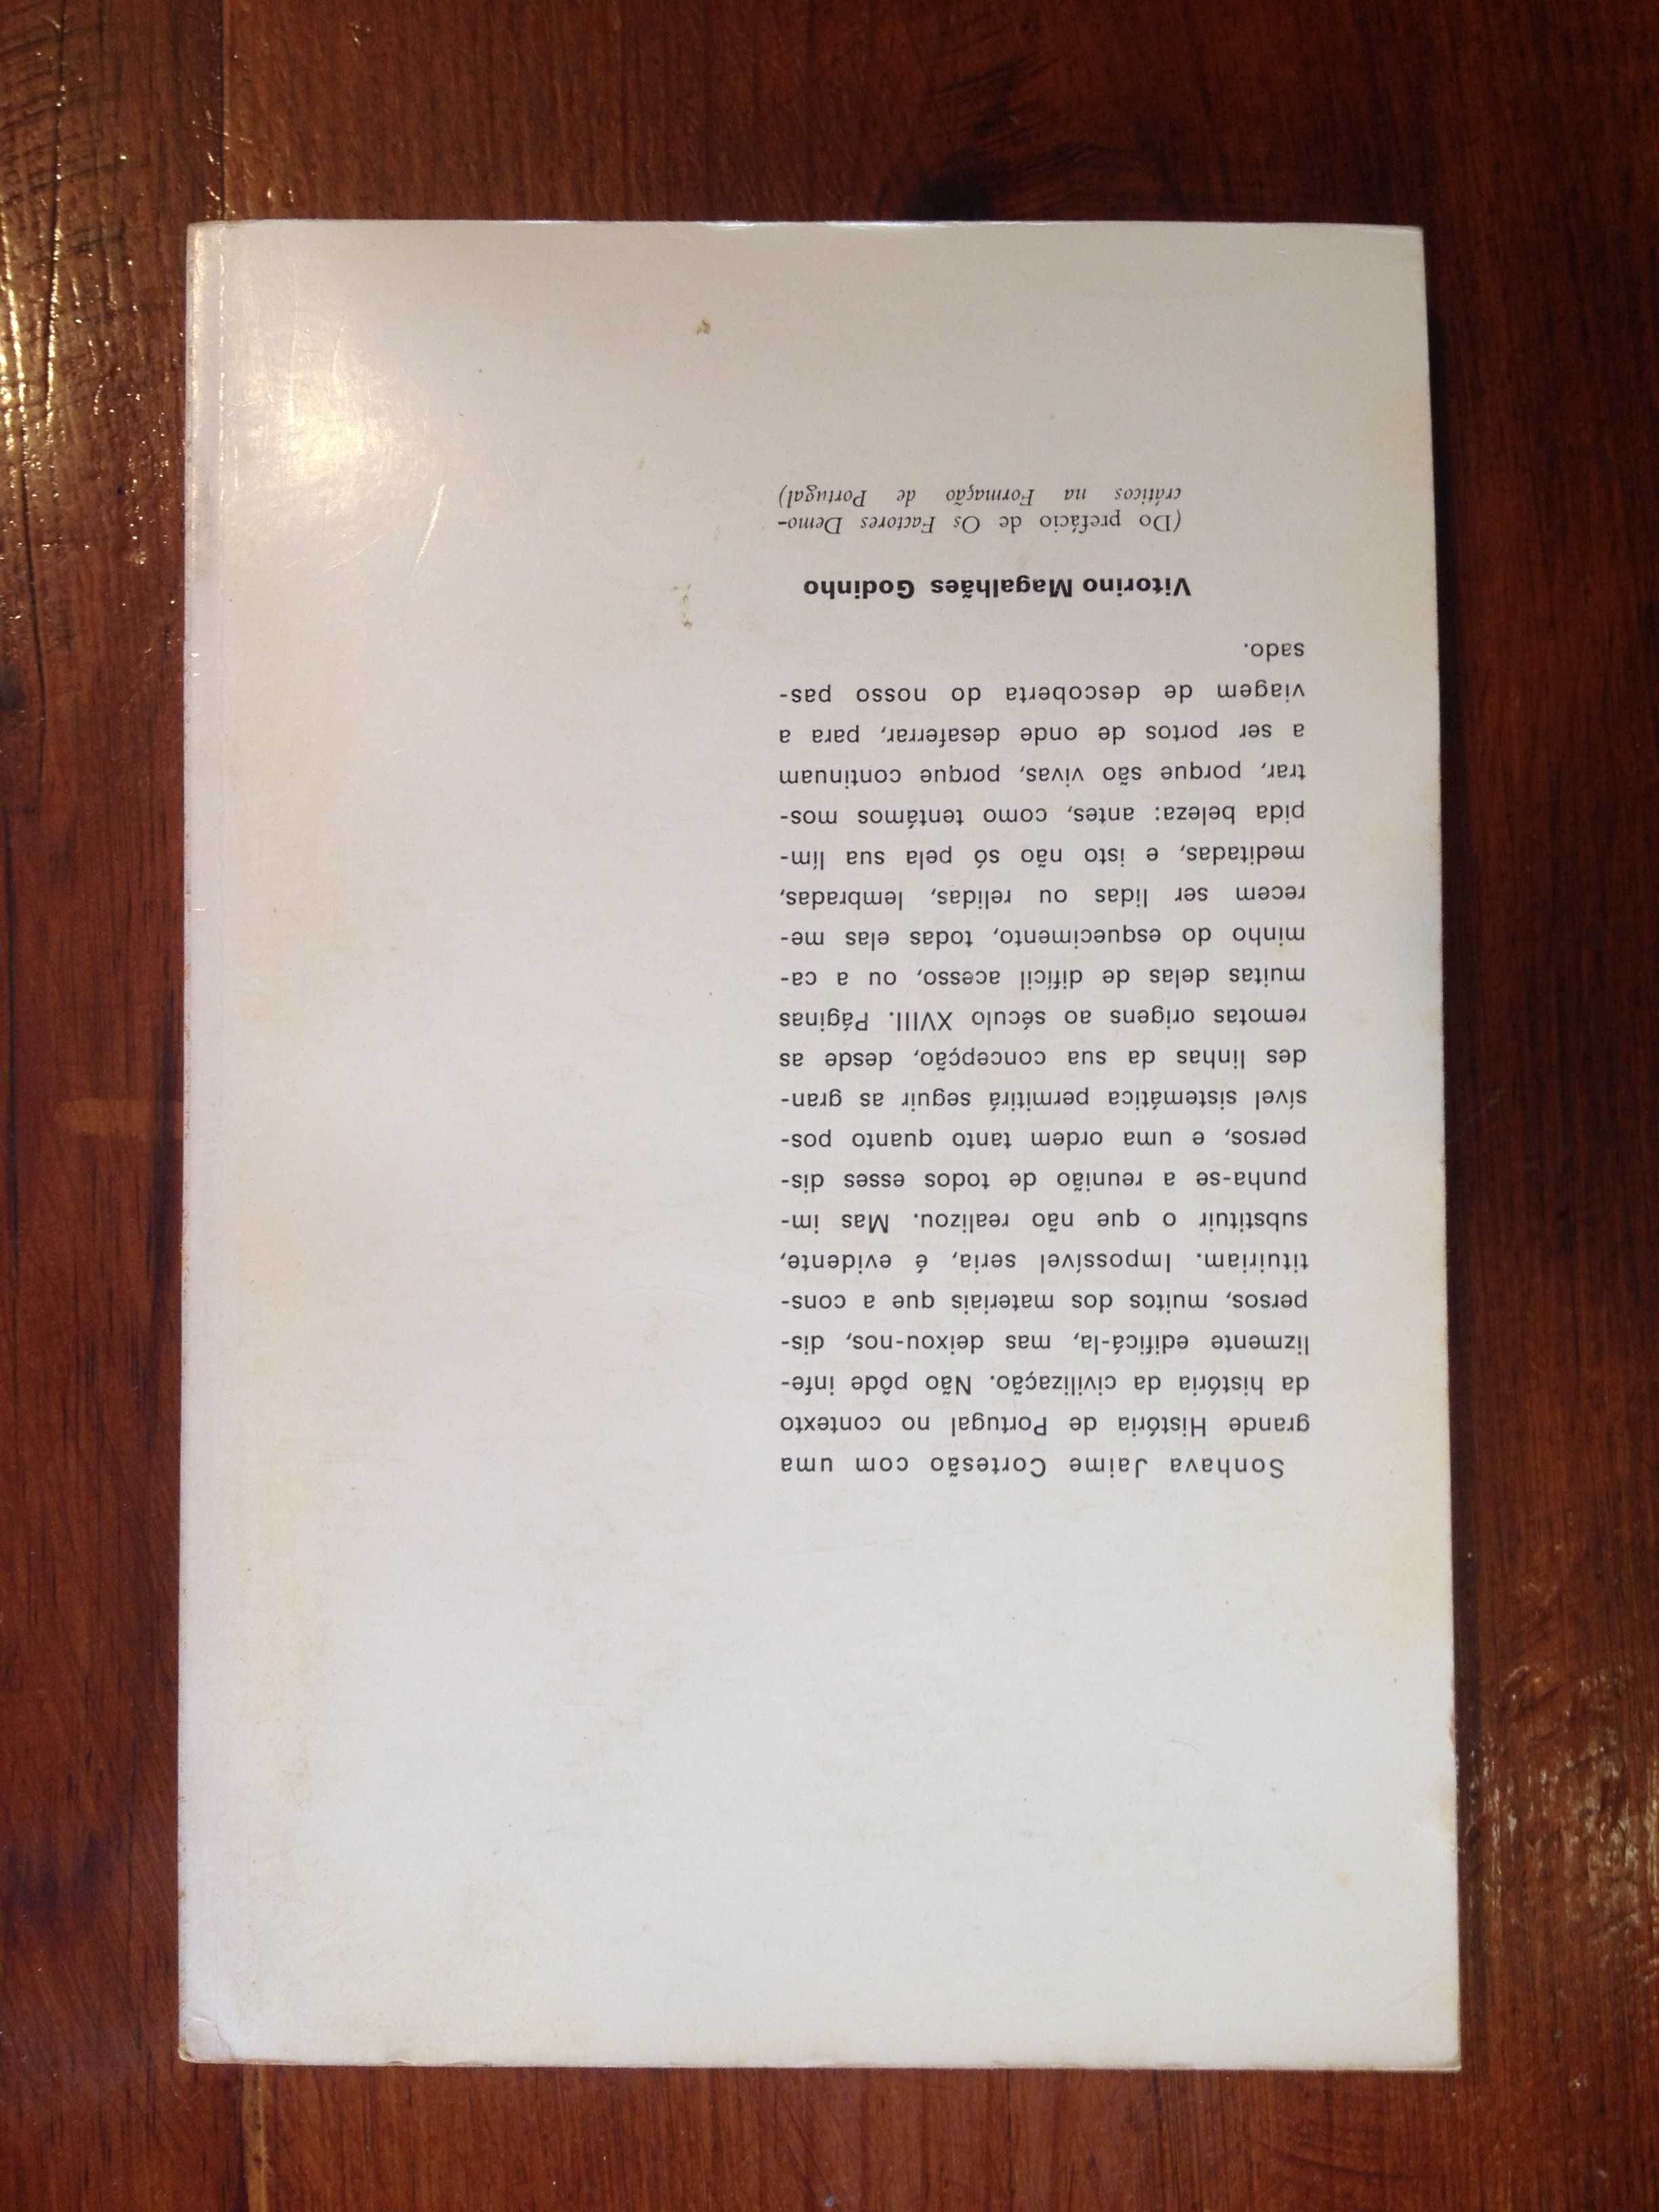 Sonhava Jaime Cortesão com uma
grande História de Portugal no contexto
da história da civilização. Não pôde infe-
lizmente edificá-la, mas deixou-nos, dis-
persos, muitos dos materiais que a cons-
tituiriam. Impossível seria, é evidente,
substituir o que não realizou. Mas im-
punha-se a reunião de todos esses dis-
persos, e uma ordem tanto quanto pos-
sível sistemática permitirá seguir as gran-
des linhas da sua concepção, desde as
remotas origens ao século XVIII. Páginas
muitas delas de difícil acesso, ou a ca-
minho do esquecimento, todas elas me-
recem ser lidas ou relidas, lembradas,
meditadas, e isto não só pela sua lím-
pida beleza: antes, como tentámos mos-
trar, porque são vivas, porque continuam
a ser portos de onde desaferrar, para a
viagem de descoberta do nosso pas-
sado.
Vitorino Magalhães Godinho
(Do prefácio de Os Factores Demo-
cráticos na Formação de Portugal)